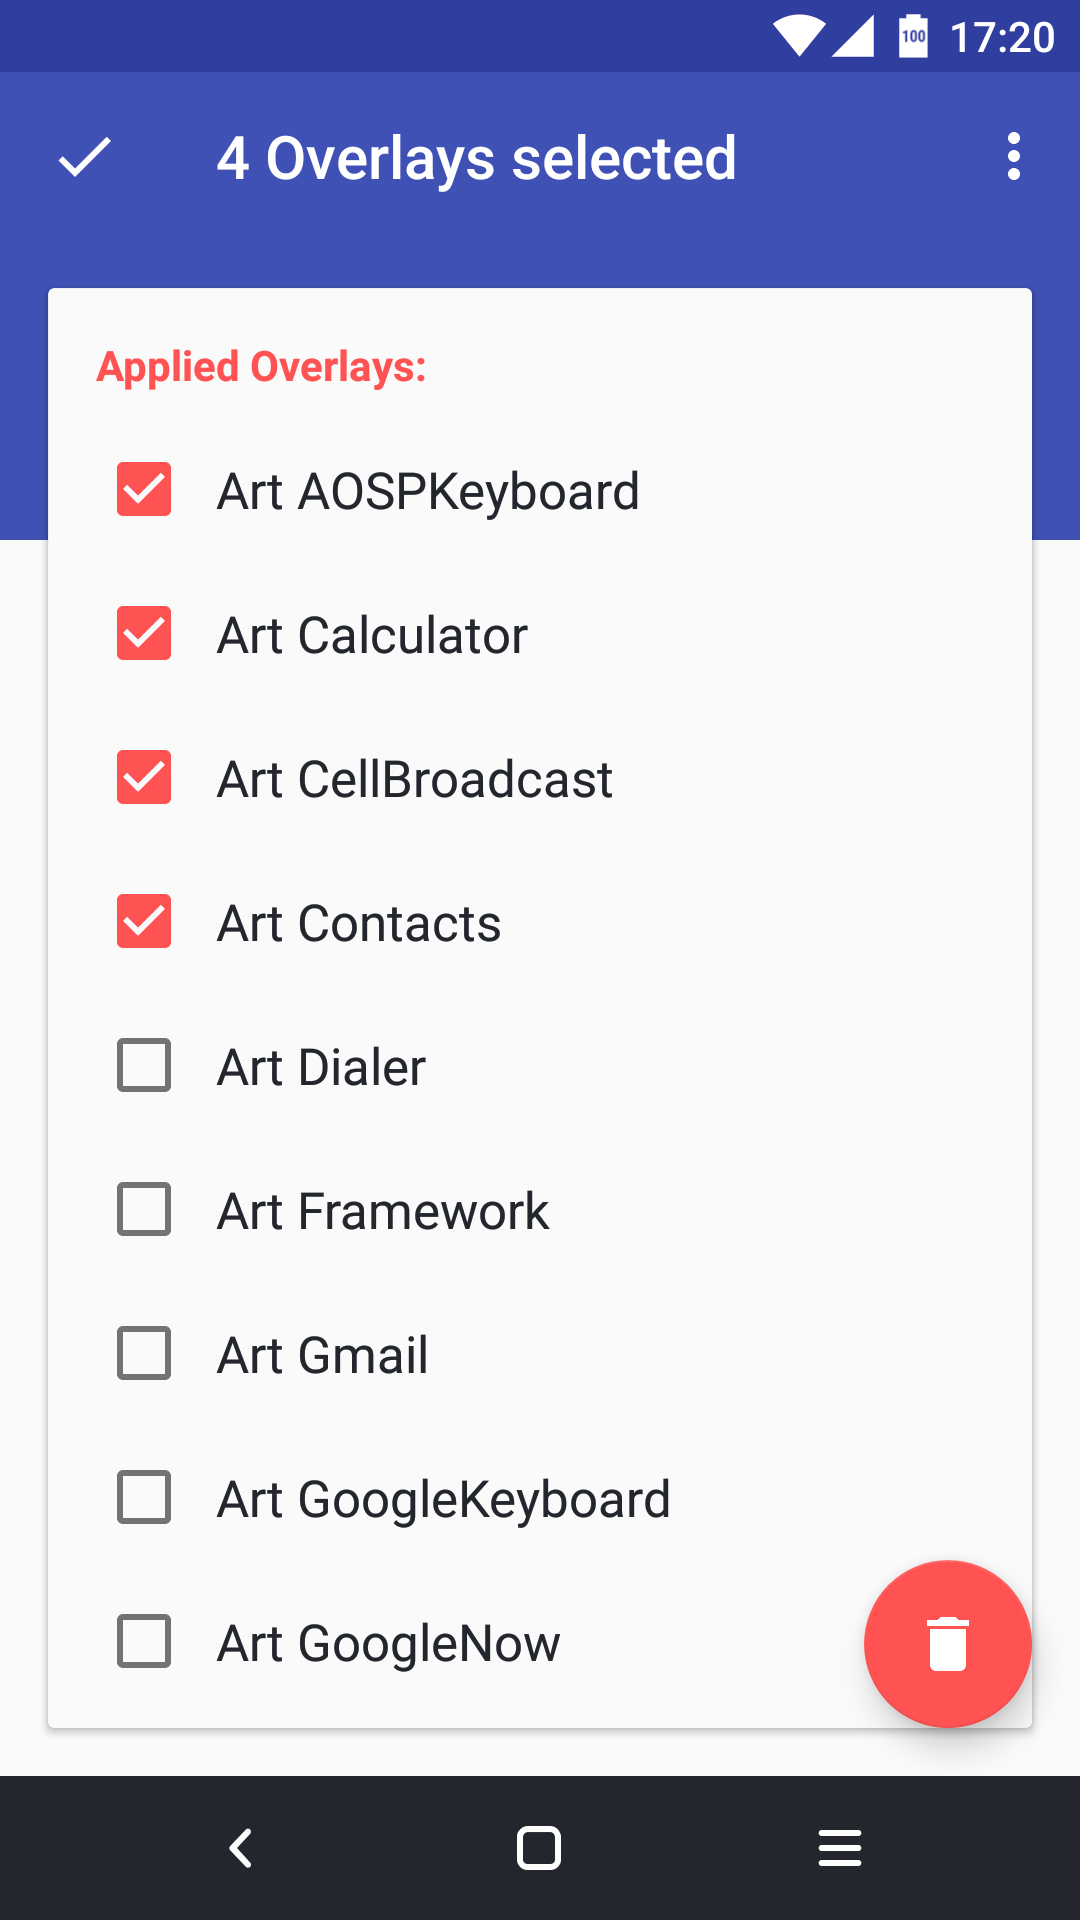 100 17:20
4 Overlays selected
Applied Overlays:
Art AOSPKeyboard
Art Calculator
Art CellBroadcast
Art Contacts
Art Dialer
Art Framework
Art Gmail
Art GoogleKeyboard
Art GoogleNow